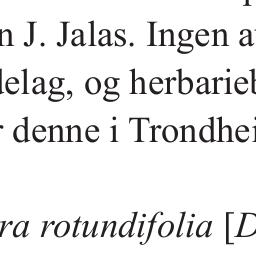 n J. Jalas. Ingen a
delag, og herbarieb
r denne i Trondhei
ra rotundifolia [D